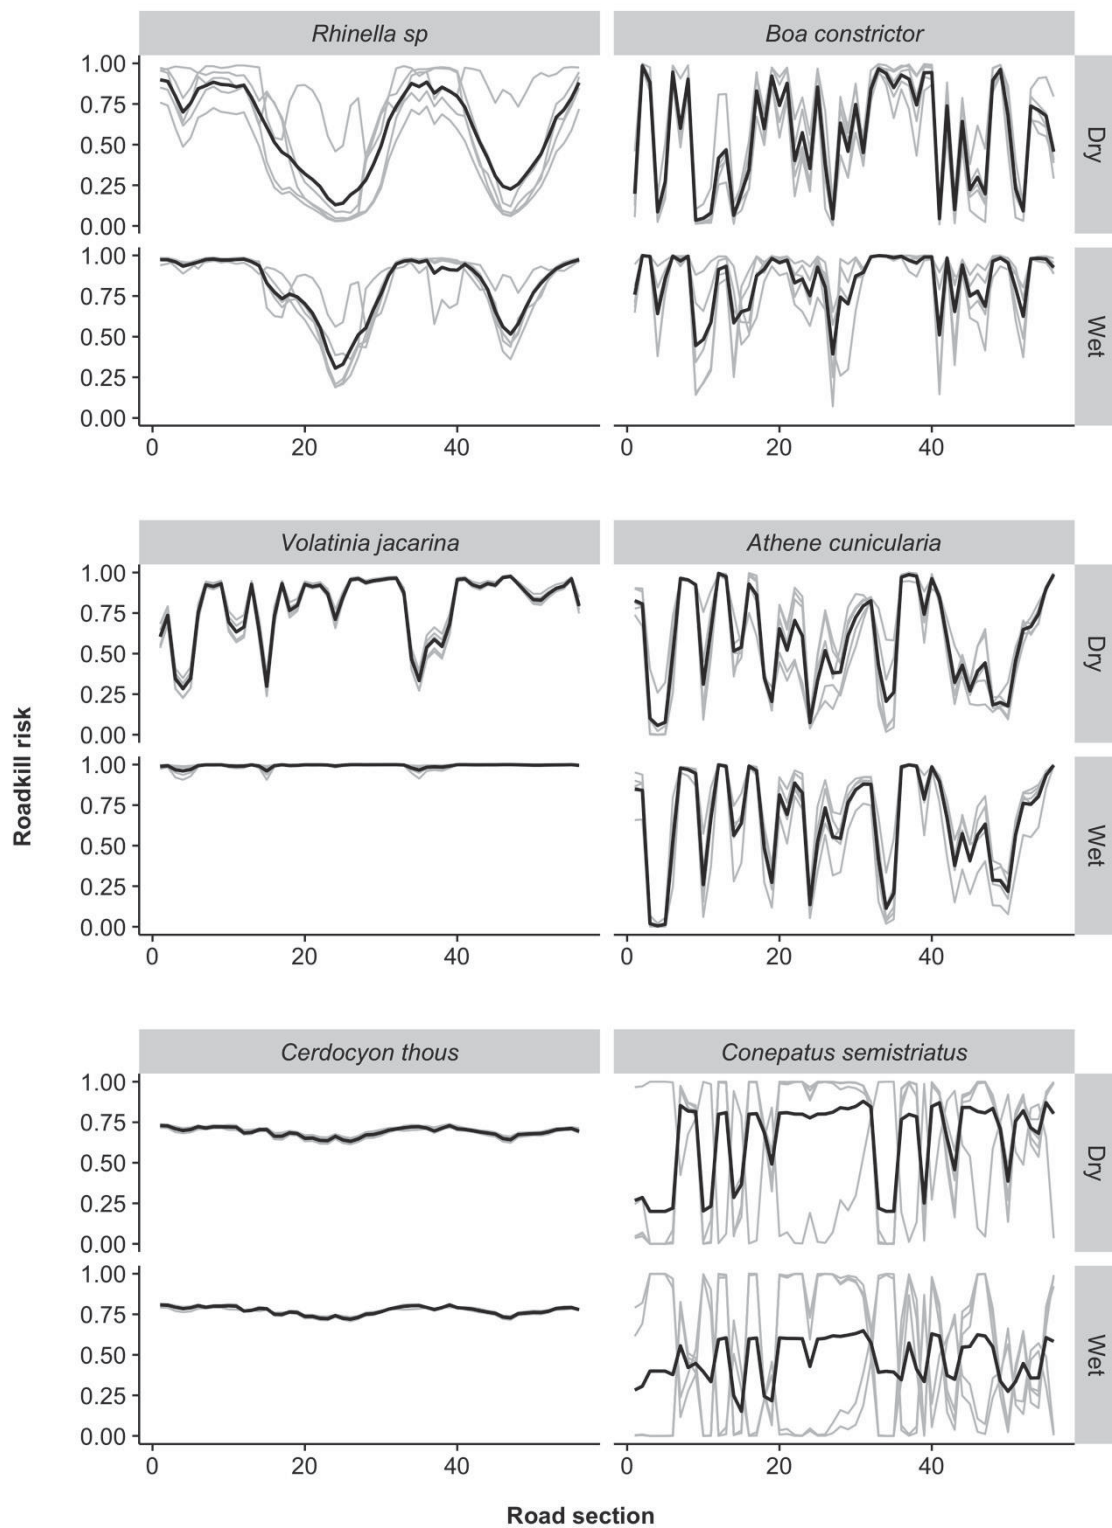 Rhinella sp
Boa constrictor
1.00
0.75
0.50
0.25
0.00
Dry
1.00
0.75
0.50
0.25
0.00
Wet
0 20 40
0 20 40
Volatinia jacarina
Athene cunicularia
1.00
0.75
0.50
0.25
0.00
Dry
1.00
0.75
0.50
0.25
0.00
Wet
0 20 40
0 20 40
Roadkill risk
Cerdocyon thous
Conepatus semistriatus
1.00
0.75
0.50
0.25
0.00
Dry
1.00
0.75
0.50
0.25
0.00
Wet
0 20 40
0 20 40
Road section